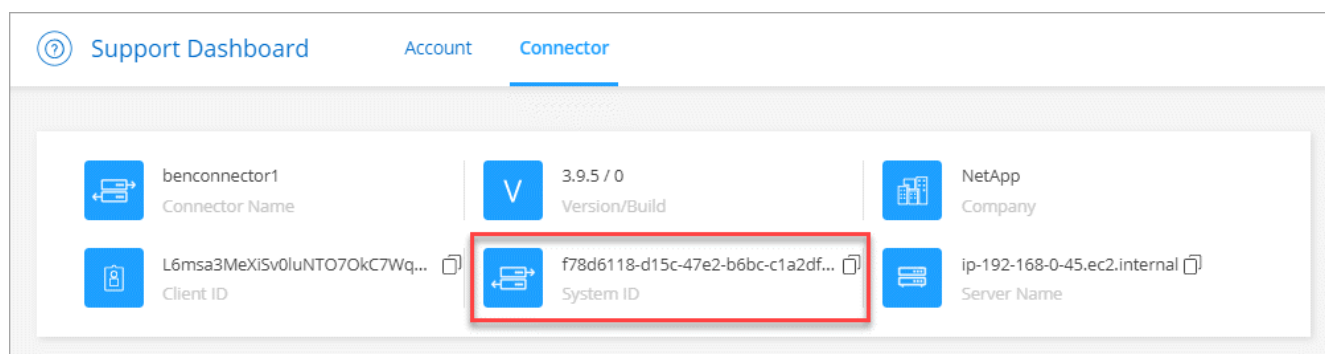 Support Dashboard Account Connector
benconnector1
Connector Name
V
3.9.5 / 0
Version/Build
NetApp
Company
L6msa3MeXiSv0luNTO7OkC7Wq...
Client ID
f78d6118-d15c-47e2-b6bc-c1a2df...
System ID
ip-192-168-0-45.ec2.internal
Server Name